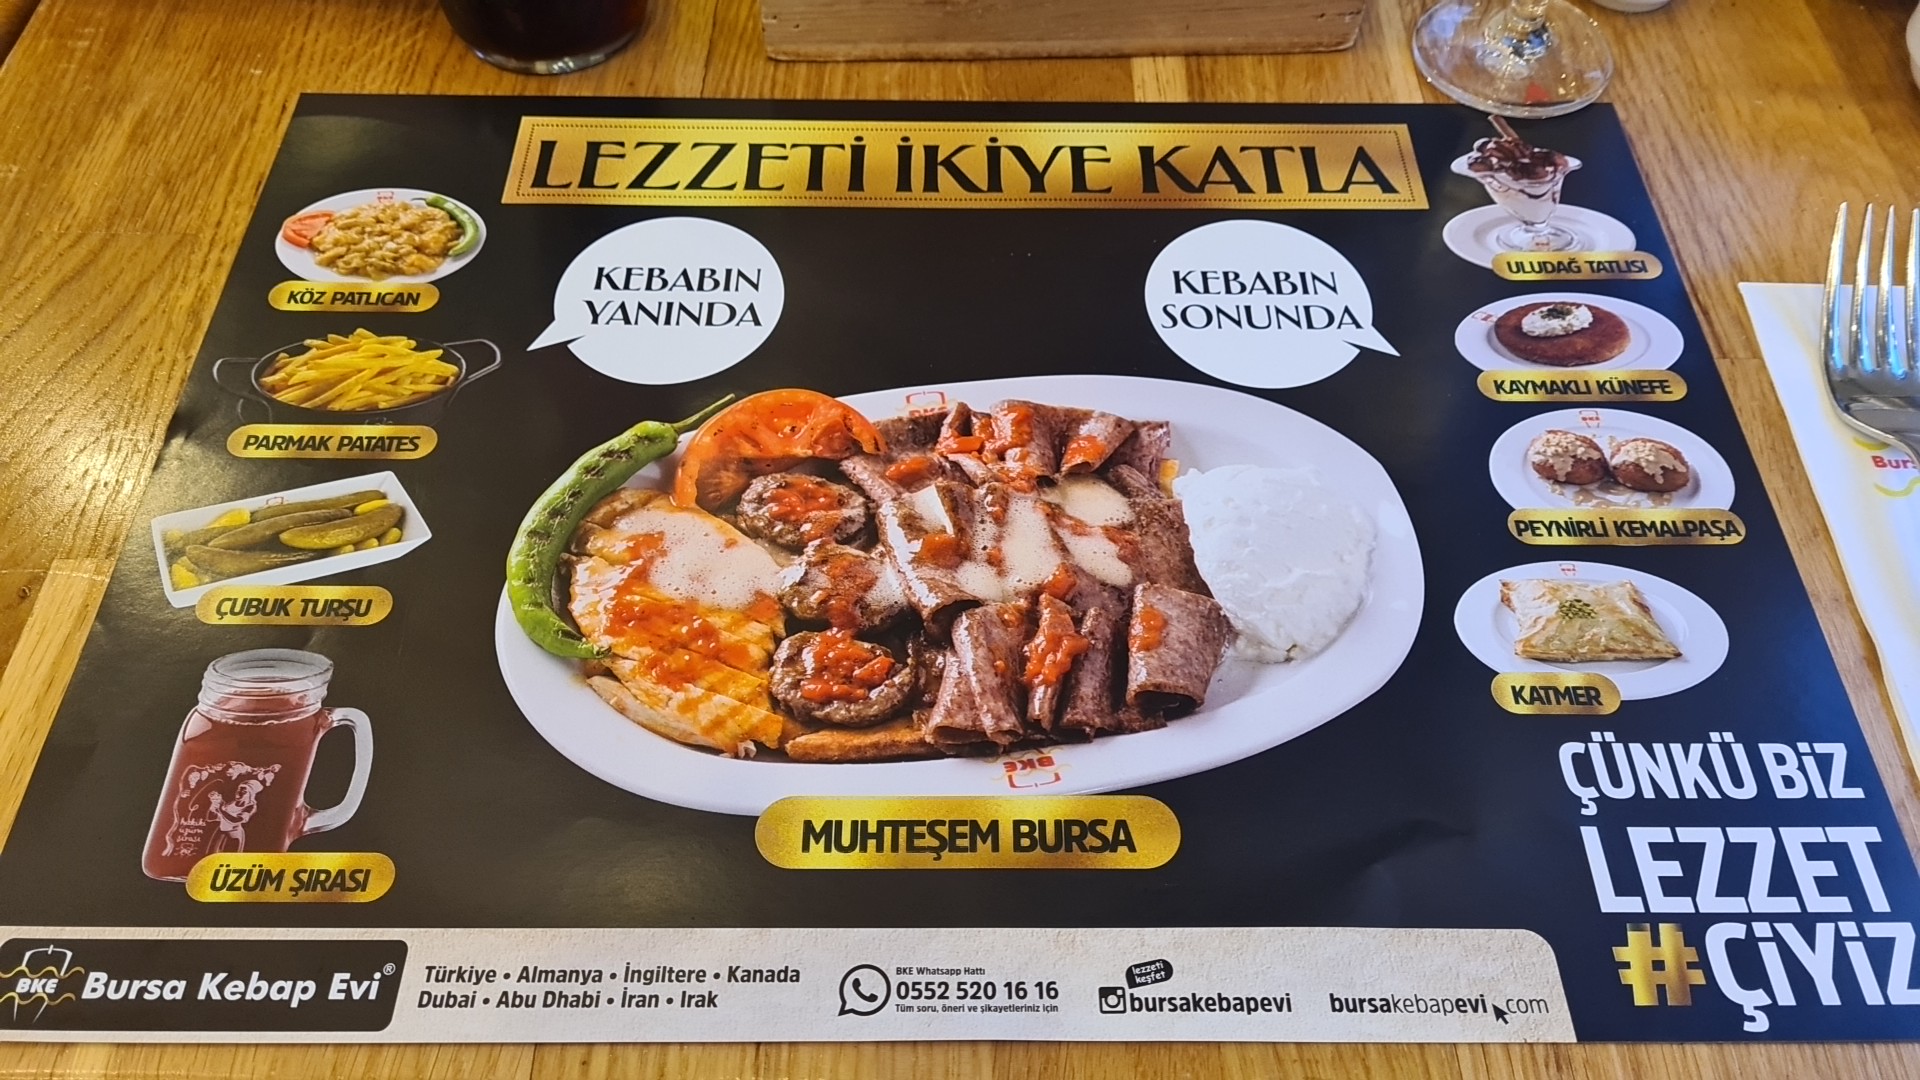 LEZZETİ İKİYE KATLA
KEBABIN
YANINDA
KEBABIN
SONUNDA
KÖZ PATLICAN
PARMAK PATATES
ÇUBUK TURŞU
ÜZÜM ŞIRASI
ULUDAĞ TATLISI
KAYMAKLI KÜNEFE
PEYNİRLİ KEMALPAŞA
KATMER
BKE
BKE
MUHTEŞEM BURSA
ÇÜNKÜ BİZ
LEZZET
#ÇİYİZ
BKE Bursa Kebap Evi®
Türkiye • Almanya • İngiltere • Kanada
Dubai • Abu Dhabi • İran • Irak
BKE Whatsapp Hattı
0552 520 16 16
Tüm soru, öneri ve şikayetleriniz için
lezzeti
keşfet
bursakebapevi
bursakebapevi.com